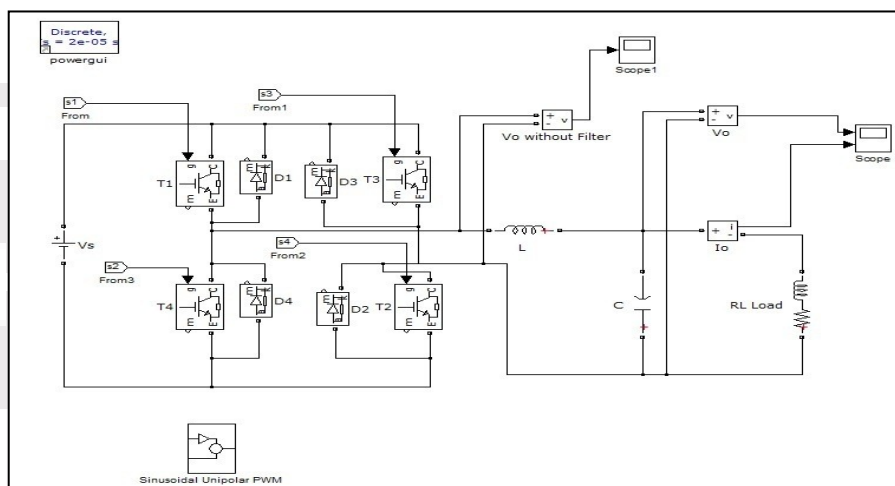 Discrete,
s = 2e-05 s
powergui
s1
From
s3
From1
Scope1
+
-
v
Vo without Filter
+
-
v
Vo
Scope
g
C
m
E
T1
m
k
D1
m
k
D3
g
C
m
E
T3
+
Vs
L
+
-
i
Io
s2
From3
s4
From2
g
C
m
E
T4
m
k
D4
m
k
D2
g
C
m
E
T2
C
RL Load
Sinusoidal Unipolar PWM